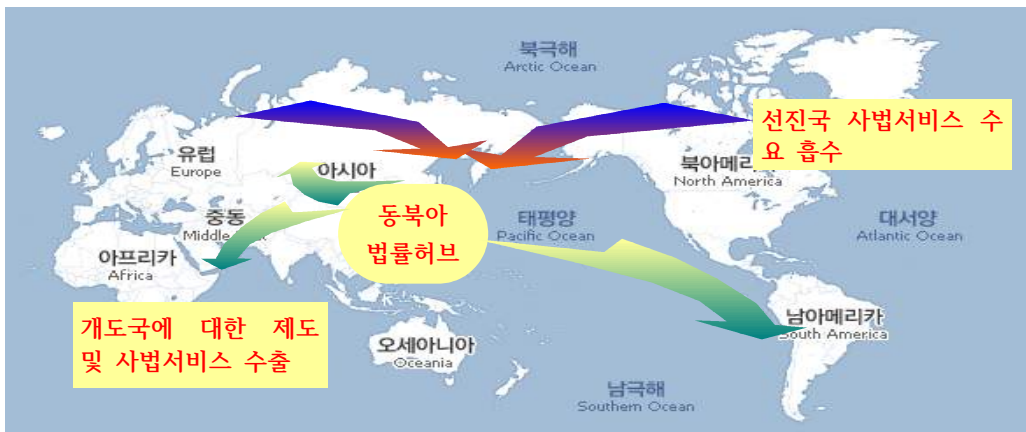 북극해
Arctic Ocean
선진국 사법서비스 수
요 흡수
유럽
Europe
아시아
북아메리
North America
중동
Middle
동북아
법률허브
태평양
Pacific Ocean
대서양
Atlantic Ocean
아프리카
Africa
개도국에 대한 제도
및 사법서비스 수출
오세아니아
Oceania
남아메리카
South America
남극해
Southern Ocean